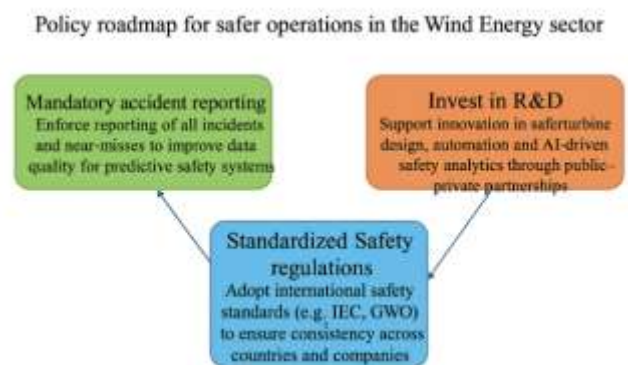 Policy roadmap for safer operations in the Wind Energy sector
Mandatory accident reporting
Enforce reporting of all incidents
and near-misses to improve data
quality for predictive safety systems
Invest in R&D
Support innovation in saferturbine
design, automation and AI-driven
safety analytics through public-
private partnerships
Standardized Safety
regulations
Adopt international safety
standards (e.g. IEC, GWO)
to ensure consistency across
countries and companies